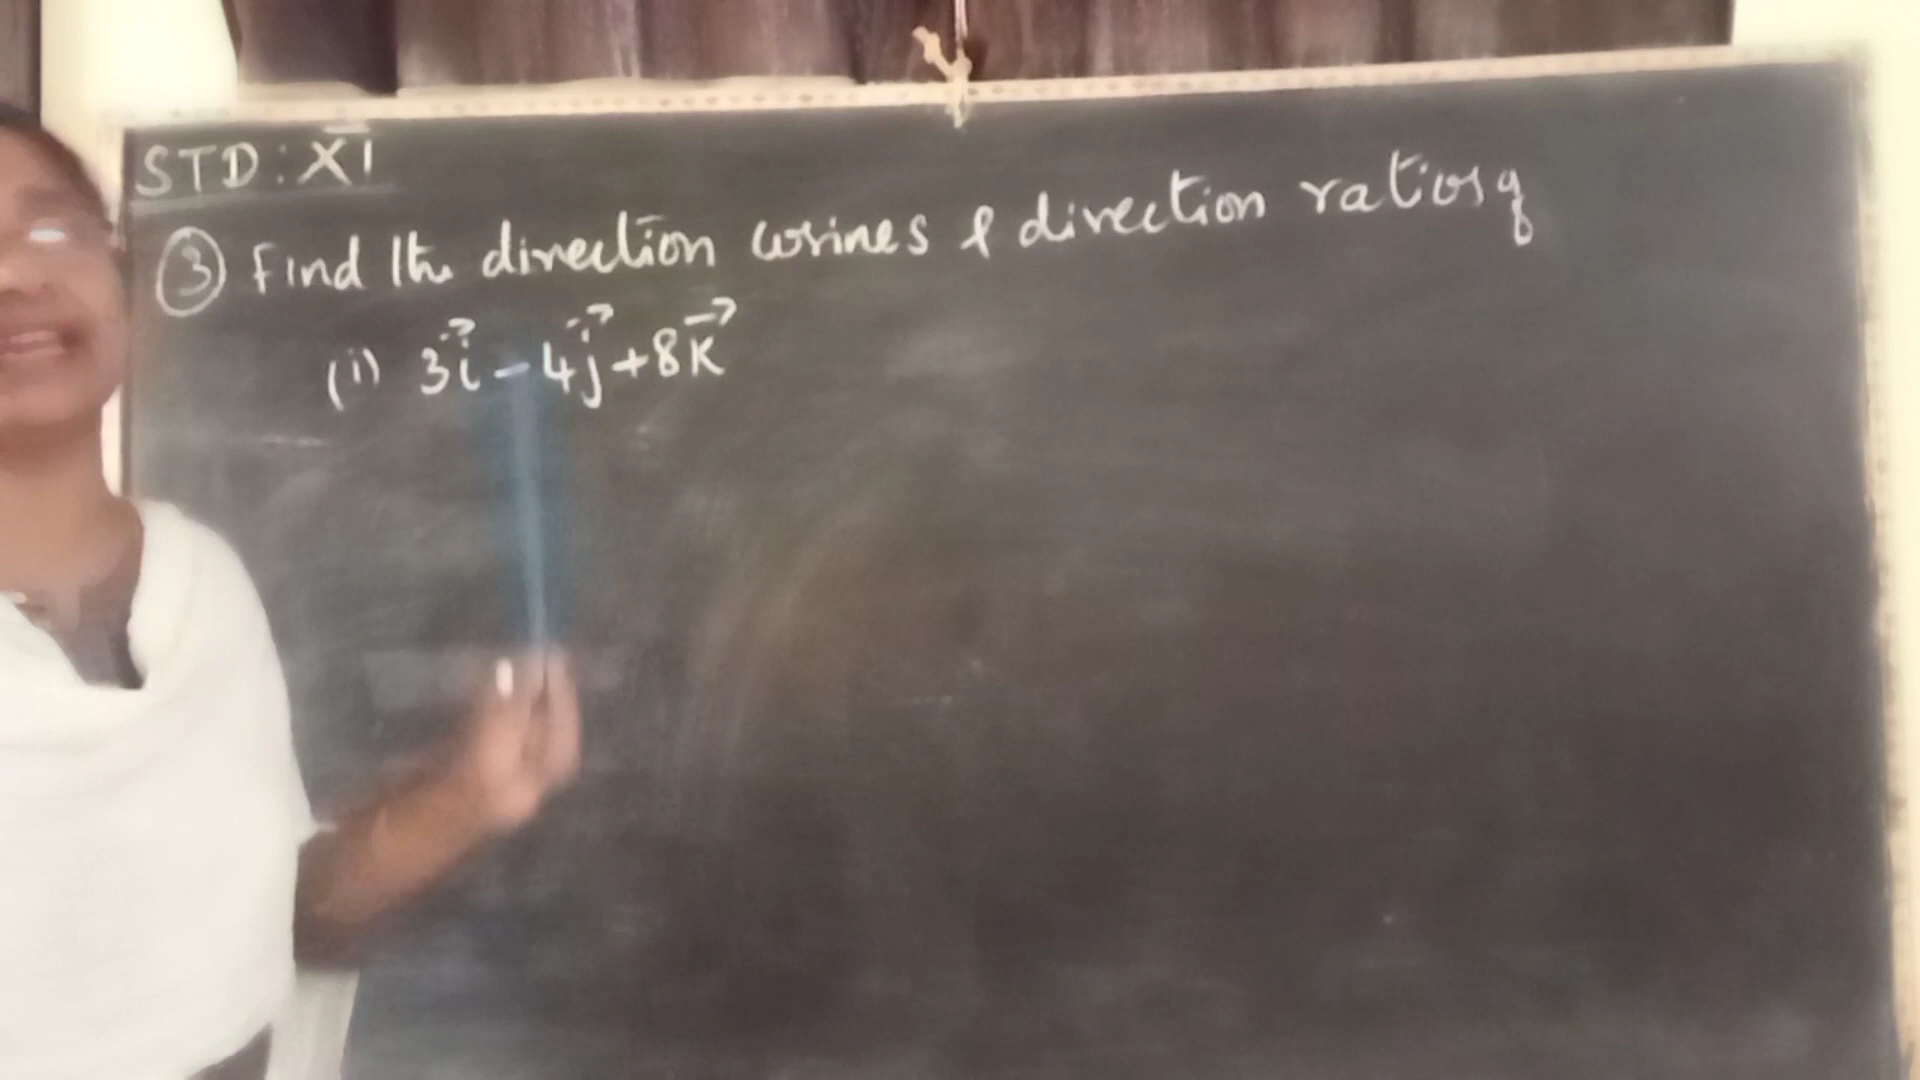 STD: XI
③ Find the direction cosines & direction ratios of
(i) 3i⃗ - 4j⃗ + 8k⃗